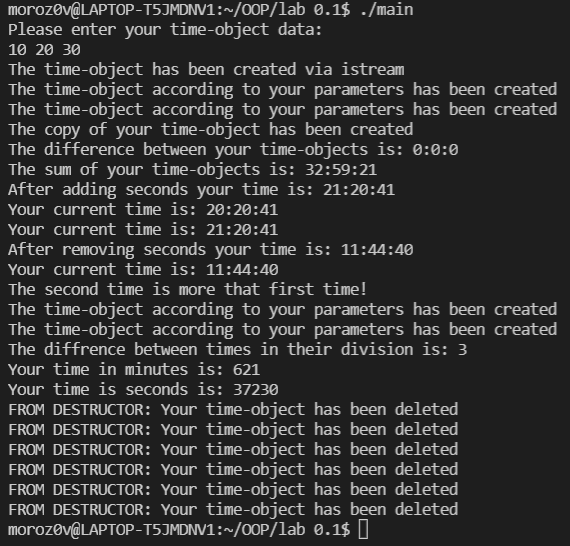 moroz0v@LAPTOP-T5JMDNV1:~/OOP/lab 0.1$ ./main
Please enter your time-object data:
10 20 30
The time-object has been created via istream
The time-object according to your parameters has been created
The time-object according to your parameters has been created
The copy of your time-object has been created
The difference between your time-objects is: 0:0:0
The sum of your time-objects is: 32:59:21
After adding seconds your time is: 21:20:41
Your current time is: 20:20:41
Your current time is: 21:20:41
After removing seconds your time is: 11:44:40
Your current time is: 11:44:40
The second time is more that first time!
The time-object according to your parameters has been created
The time-object according to your parameters has been created
The diffrence between times in their division is: 3
Your time in minutes is: 621
Your time is seconds is: 37230
FROM DESTRUCTOR: Your time-object has been deleted
FROM DESTRUCTOR: Your time-object has been deleted
FROM DESTRUCTOR: Your time-object has been deleted
FROM DESTRUCTOR: Your time-object has been deleted
FROM DESTRUCTOR: Your time-object has been deleted
FROM DESTRUCTOR: Your time-object has been deleted
moroz0v@LAPTOP-T5JMDNV1:~/OOP/lab 0.1$